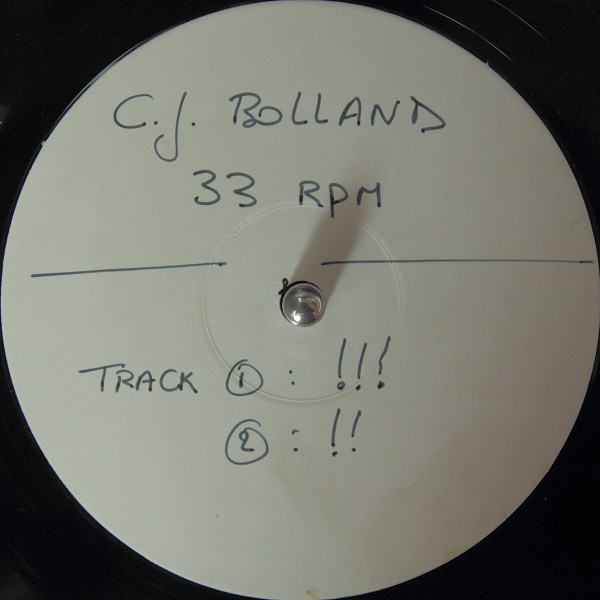 C.J. BOLLAND
33 RPM
TRACK ① : !!!
② : !!